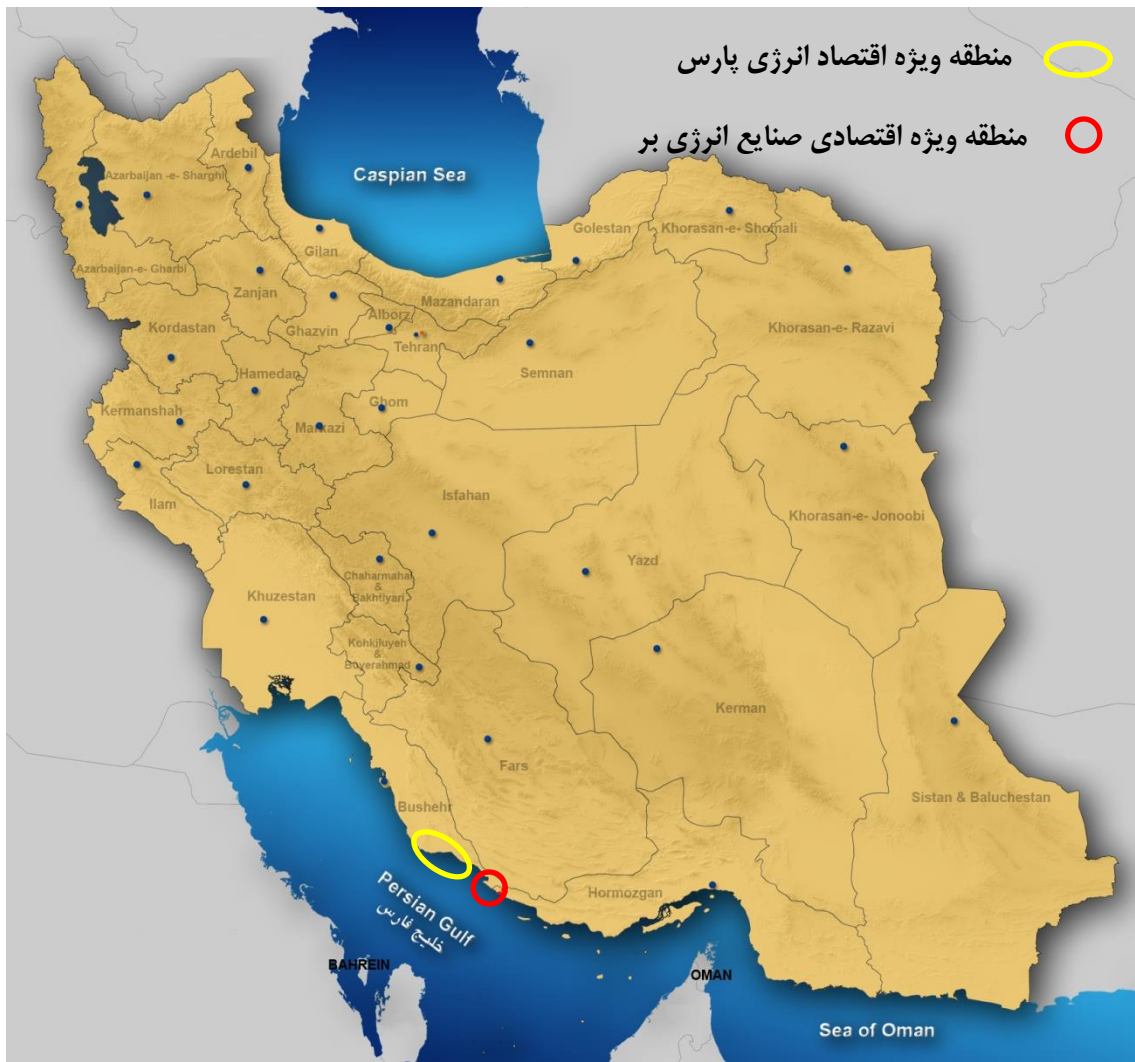 منطقه ویژه اقتصاد انرژی پارس
منطقه ویژه اقتصادی صنایع انرژی بر
Caspian Sea
Ardebil
Azarbaijan -e- Sharghi
Golestan
Khorasan-e- Shomali
Gilan
Azarbaijan-e- Gharbi
Zanjan
Mazandaran
Alborz
Kordastan
Ghazvin
Khorasan-e- Razavi
Tehran
Hamedan
Semnan
Ghom
Kermanshah
Markazi
Lorestan
Isfahan
Ilam
Khorasan-e- Jonoobi
Yazd
Chaharmahal
&
Bakhtiyari
Khuzestan
Kohkiluyeh
&
Boyerahmad
Kerman
Fars
Sistan & Baluchestan
Bushehr
Hormozgan
Persian Gulf
خلیج فارس
BAHREIN
OMAN
Sea of Oman